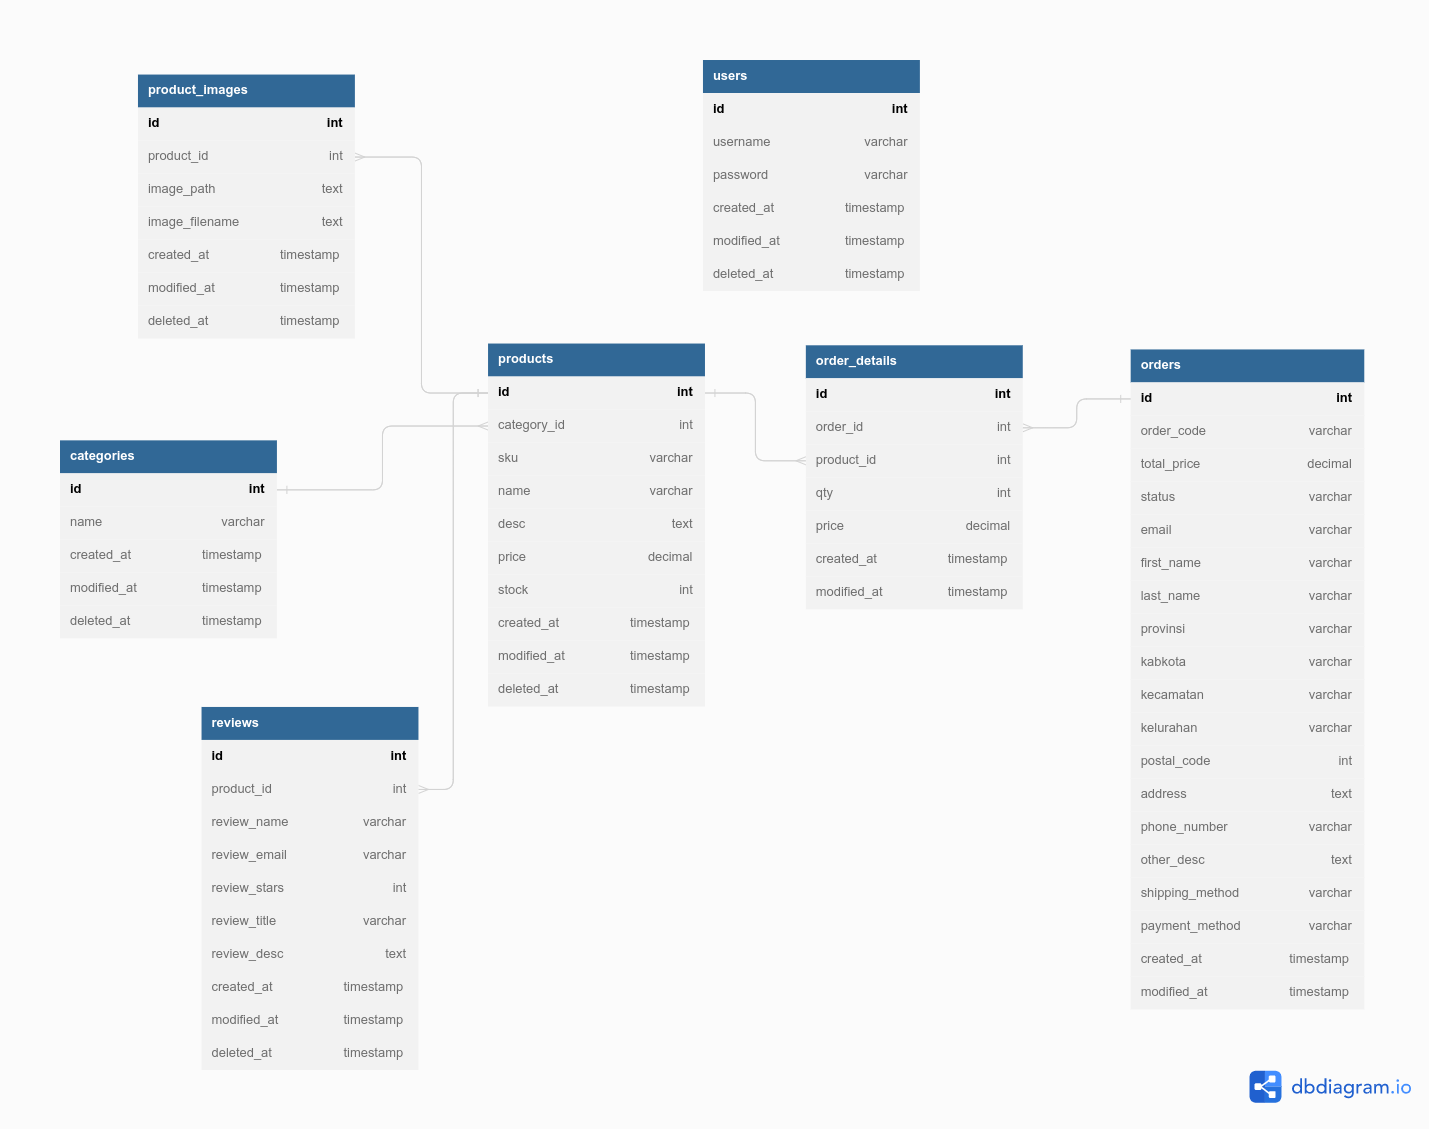 product_images
id int
product_id int
image_path text
image_filename text
created_at timestamp
modified_at timestamp
deleted_at timestamp
users
id int
username varchar
password varchar
created_at timestamp
modified_at timestamp
deleted_at timestamp
categories
id int
name varchar
created_at timestamp
modified_at timestamp
deleted_at timestamp
products
id int
category_id int
sku varchar
name varchar
desc text
price decimal
stock int
created_at timestamp
modified_at timestamp
deleted_at timestamp
order_details
id int
order_id int
product_id int
qty int
price decimal
created_at timestamp
modified_at timestamp
orders
id int
order_code varchar
total_price decimal
status varchar
email varchar
first_name varchar
last_name varchar
provinsi varchar
kabkota varchar
kecamatan varchar
kelurahan varchar
postal_code int
address text
phone_number varchar
other_desc text
shipping_method varchar
payment_method varchar
created_at timestamp
modified_at timestamp
reviews
id int
product_id int
review_name varchar
review_email varchar
review_stars int
review_title varchar
review_desc text
created_at timestamp
modified_at timestamp
deleted_at timestamp
dbdiagram.io